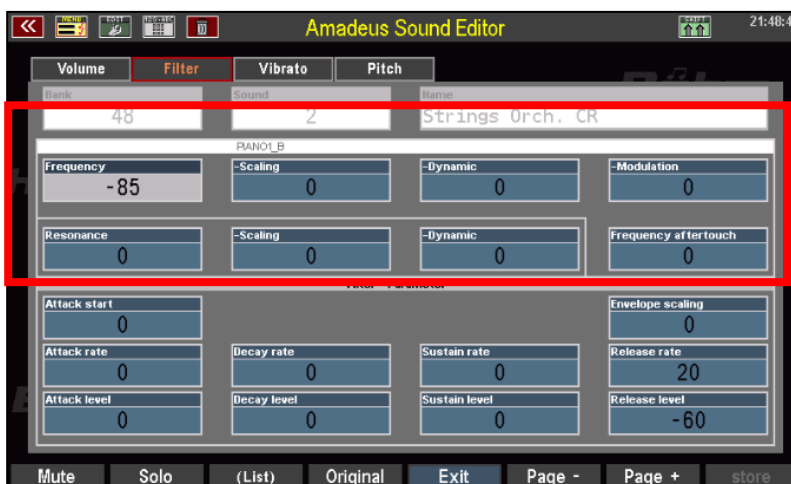 MENU EDIT Amadeus Sound Editor SHIFT 21:48:4
Volume Filter Vibrato Pitch
Bank Sound Name
48 2 Strings Orch. CR
PIANO1_B
Frequency -Scaling -Dynamic -Modulation
-85 0 0 0
Resonance -Scaling -Dynamic Frequency aftertouch
0 0 0 0
Attack start Envelope scaling
0 0
Attack rate Decay rate Sustain rate Release rate
0 0 0 20
Attack level Decay level Sustain level Release level
0 0 0 -60
Mute Solo (List) Original Exit Page - Page + store